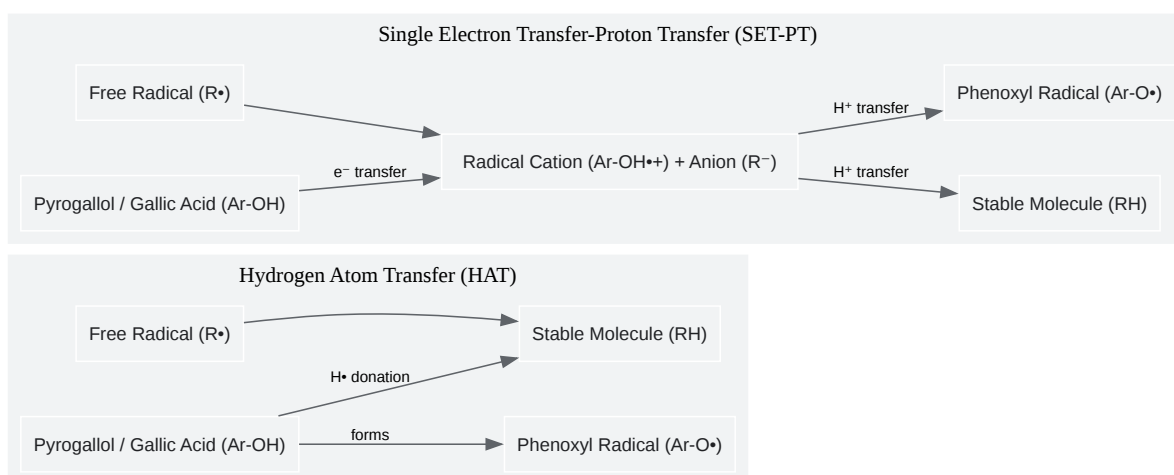 Single Electron Transfer-Proton Transfer (SET-PT)
Free Radical (R•)
Pyrogallol / Gallic Acid (Ar-OH)
e⁻ transfer
Radical Cation (Ar-OH•+) + Anion (R⁻)
H⁺ transfer
Phenoxyl Radical (Ar-O•)
H⁺ transfer
Stable Molecule (RH)
Hydrogen Atom Transfer (HAT)
Free Radical (R•)
Stable Molecule (RH)
H• donation
Pyrogallol / Gallic Acid (Ar-OH)
forms
Phenoxyl Radical (Ar-O•)